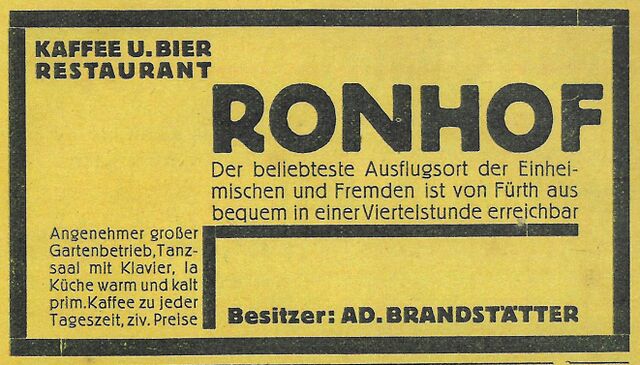 KAFFEE U. BIER
RESTAURANT
RONHOF
Der beliebteste Ausflugsort der Einhei-
mischen und Fremden ist von Fürth aus
bequem in einer Viertelstunde erreichbar
Angenehmer großer
Gartenbetrieb, Tanz-
saal mit Klavier, Ia
Küche warm und kalt
prim. Kaffee zu jeder
Tageszeit, ziv. Preise
Besitzer: AD. BRANDSTÄTTER